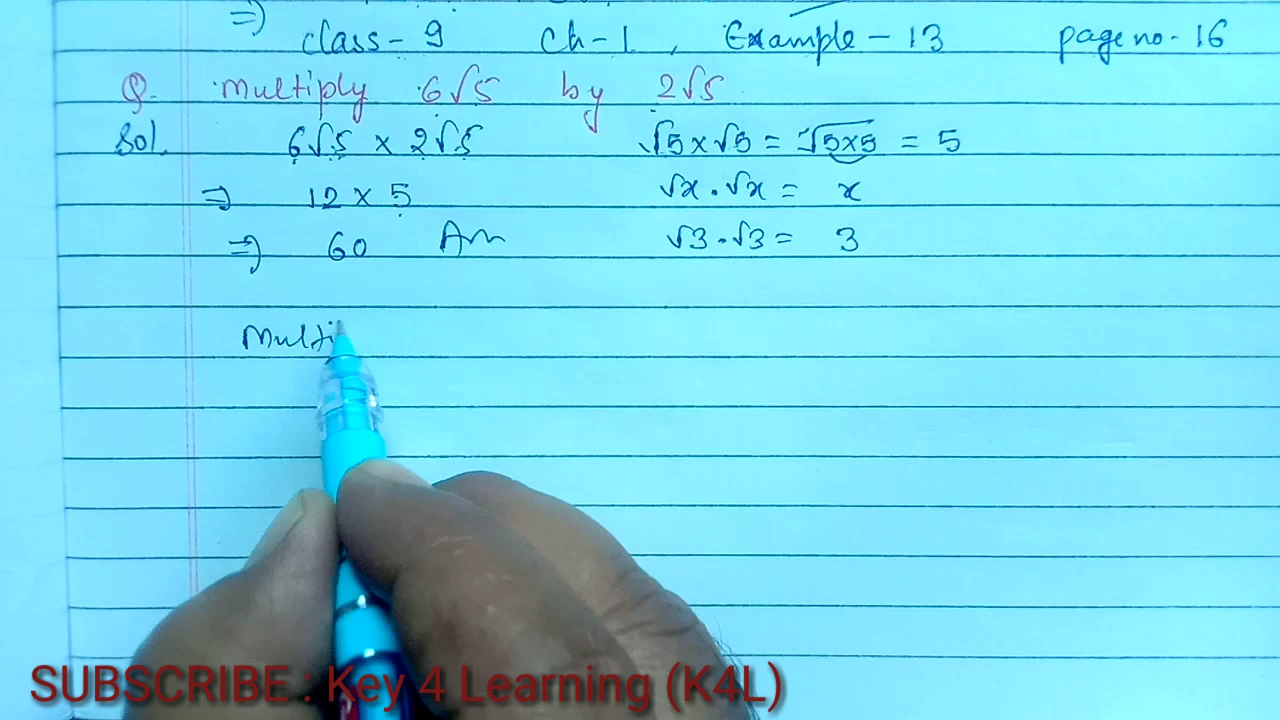 ⇒ class - 9 Ch - 1, Example - 13 page no - 16
Q. Multiply 6√5 by 2√5
Sol. 6√5 × 2√5 √5×√5 = √5×5 = 5
⇒ 12 × 5 √x . √x = x
⇒ 60 Ans √3 . √3 = 3
Multi
SUBSCRIBE : Key 4 Learning (K4L)